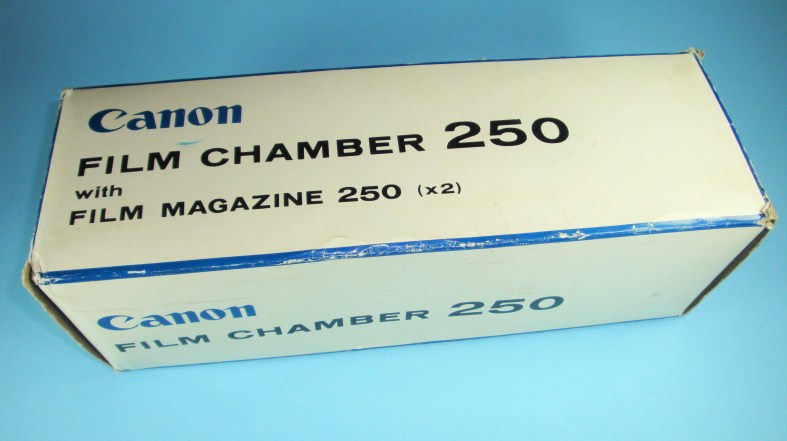 Canon
FILM CHAMBER 250
with
FILM MAGAZINE 250 (x2)
Canon
FILM CHAMBER 250